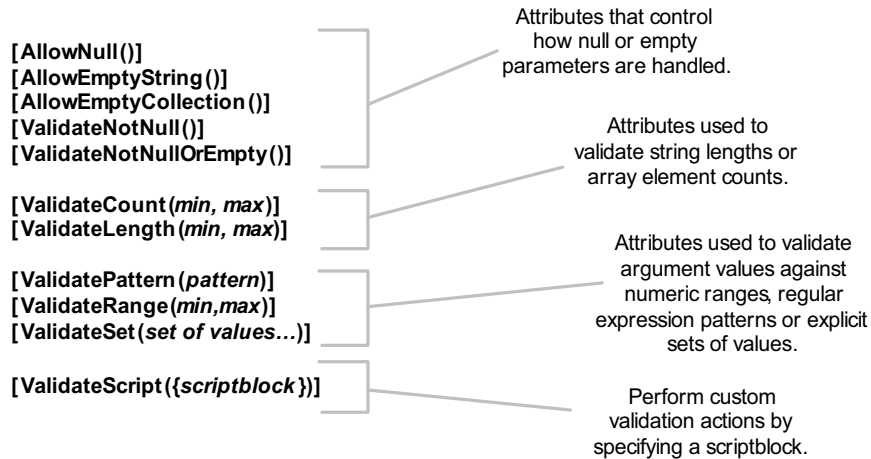 Attributes that control
how null or empty
parameters are handled.
[AllowNull()]
[AllowEmptyString()]
[AllowEmptyCollection()]
[ValidateNotNull()]
[ValidateNotNullOrEmpty()]
Attributes used to
validate string lengths or
array element counts.
[ValidateCount(min, max)]
[ValidateLength(min, max)]
Attributes used to validate
argument values against
numeric ranges, regular
expression patterns or explicit
sets of values.
[ValidatePattern(pattern)]
[ValidateRange(min,max)]
[ValidateSet(set of values...)]
[ValidateScript({scriptblock})]
Perform custom
validation actions by
specifying a scriptblock.